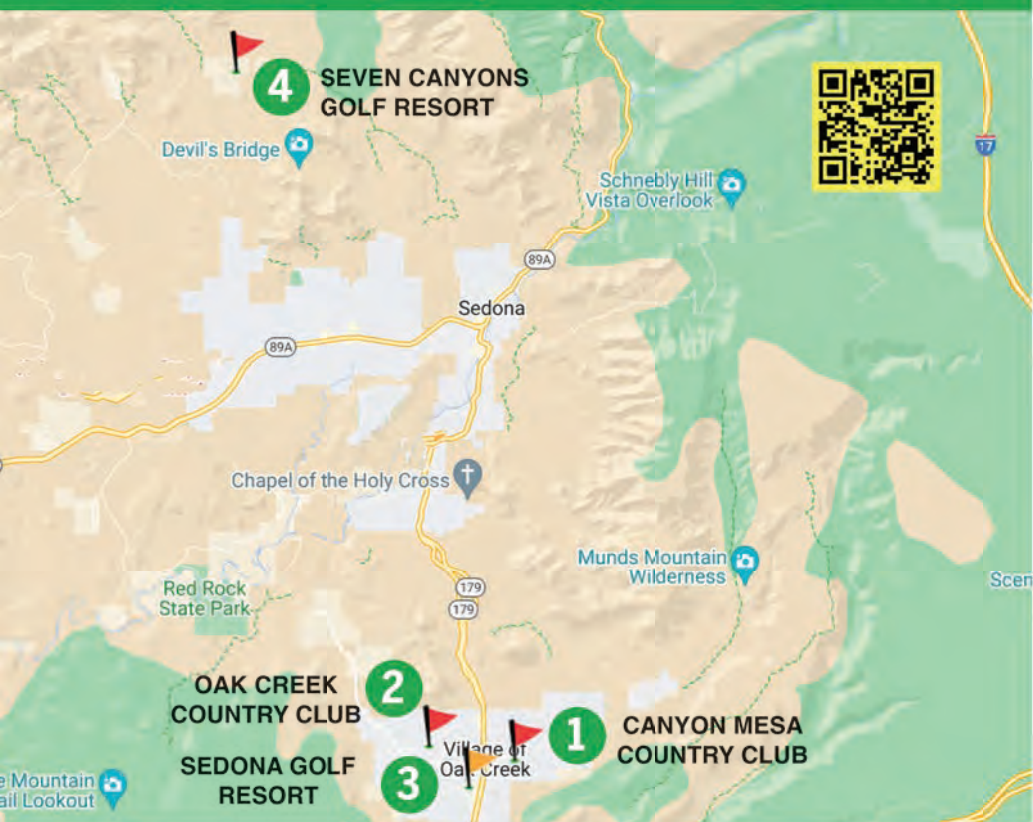 4
SEVEN CANYONS
GOLF RESORT
Devil's Bridge
17
Schnebly Hill
Vista Overlook
89A
Sedona
89A
Chapel of the Holy Cross
Munds Mountain
Wilderness
Scen
179
179
Red Rock
State Park
OAK CREEK
COUNTRY CLUB
2
1
CANYON MESA
COUNTRY CLUB
Village of
Oak Creek
SEDONA GOLF
RESORT
3
e Mountain
ail Lookout